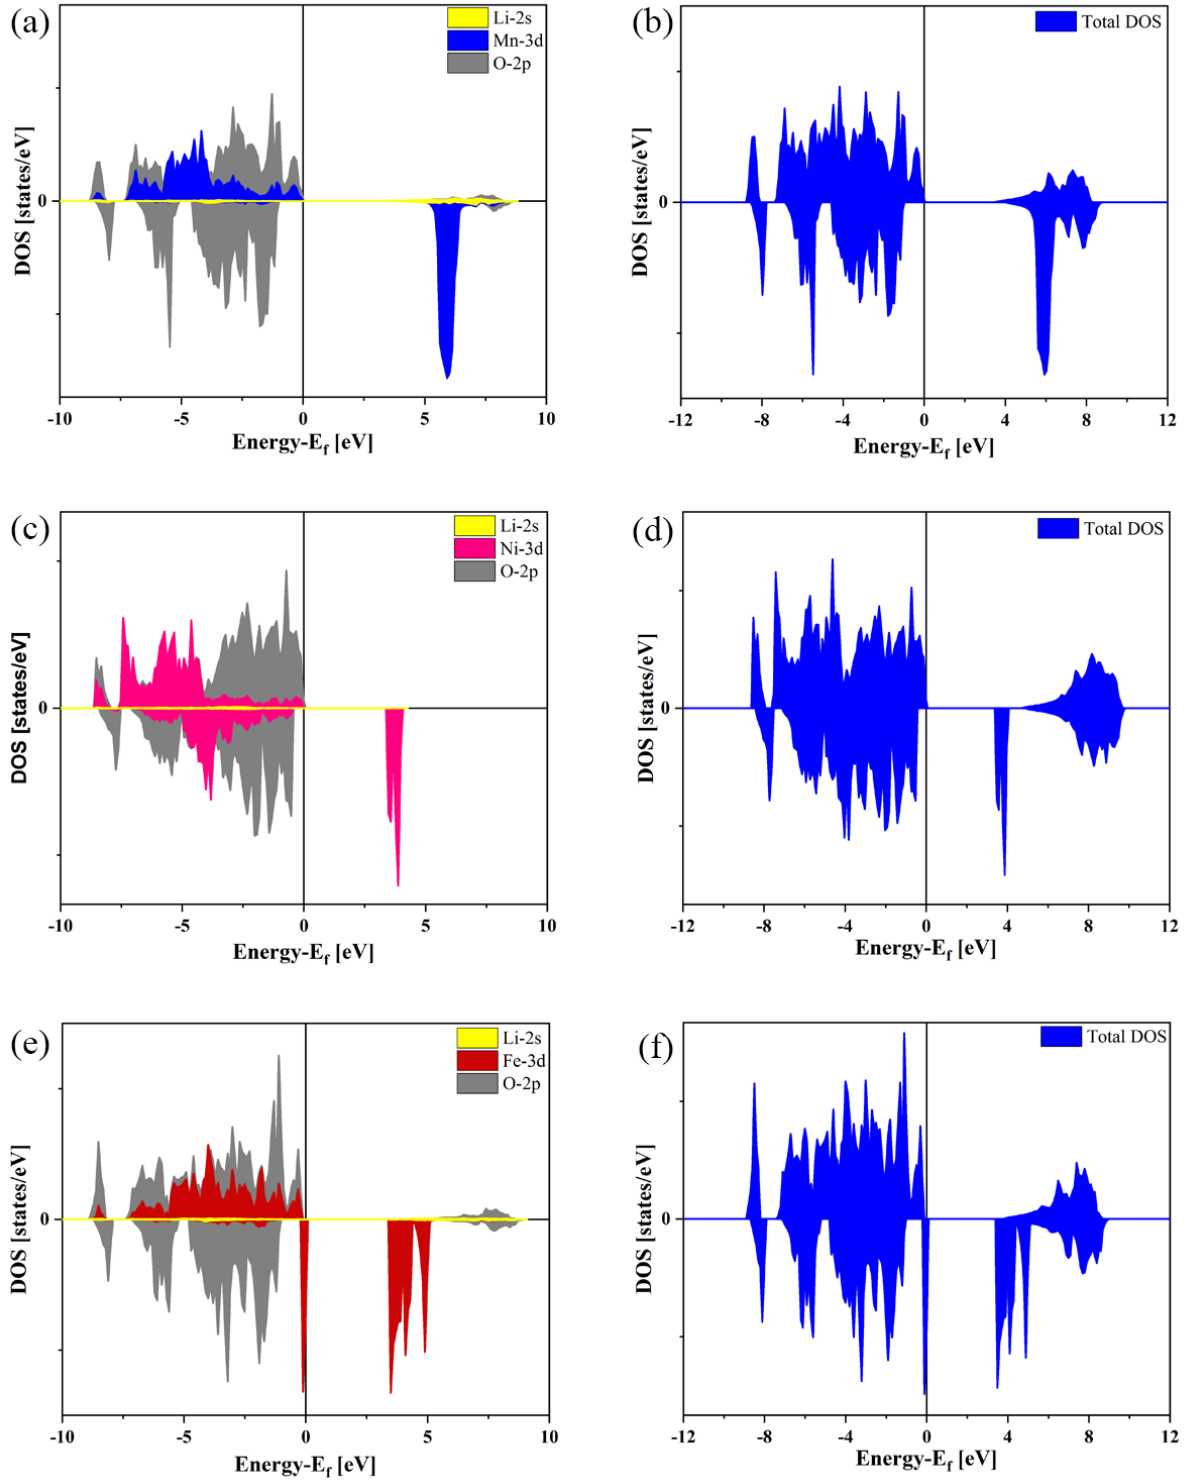 (a)
Li-2s
Mn-3d
O-2p
DOS [states/eV]
0
-10
-5
0
5
10
Energy-Ef [eV]
(b)
Total DOS
DOS [states/eV]
0
-12
-8
-4
0
4
8
12
Energy-Ef [eV]
(c)
Li-2s
Ni-3d
O-2p
DOS [states/eV]
0
-10
-5
0
5
10
Energy-Ef [eV]
(d)
Total DOS
DOS [states/eV]
0
-12
-8
-4
0
4
8
12
Energy-Ef [eV]
(e)
Li-2s
Fe-3d
O-2p
DOS [states/eV]
0
-10
-5
0
5
10
Energy-Ef [eV]
(f)
Total DOS
DOS [states/eV]
0
-12
-8
-4
0
4
8
12
Energy-Ef [eV]